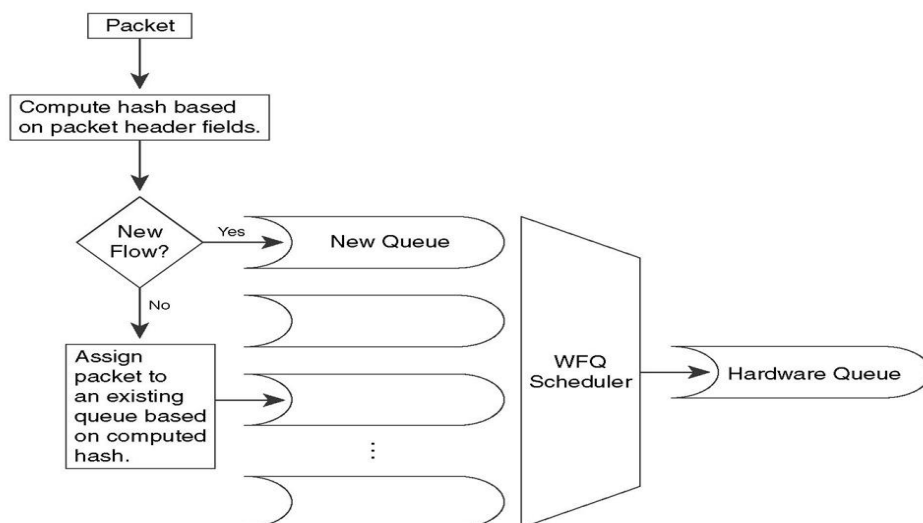 Packet
Compute hash based
on packet header fields.
New
Flow?
Yes
New Queue
No
Assign
packet to
an existing
queue based
on computed
hash.
...
WFQ
Scheduler
Hardware Queue